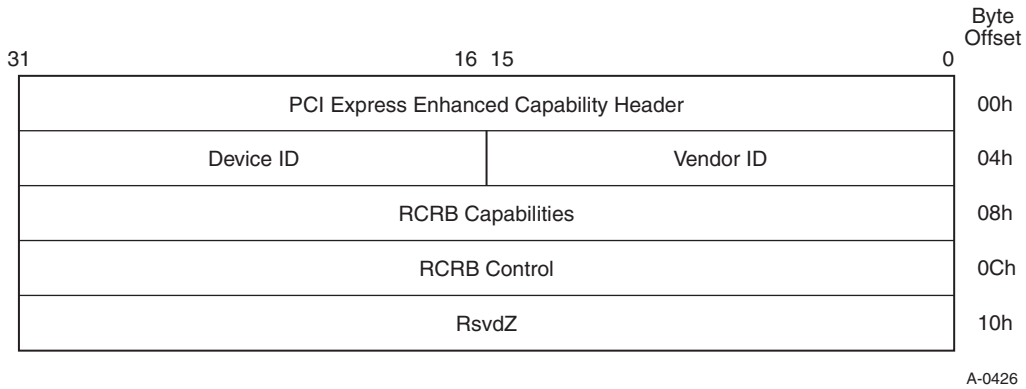 Byte
Offset
31 16 15 0
PCI Express Enhanced Capability Header 00h
Device ID Vendor ID 04h
RCRB Capabilities 08h
RCRB Control 0Ch
RsvdZ 10h
A-0426